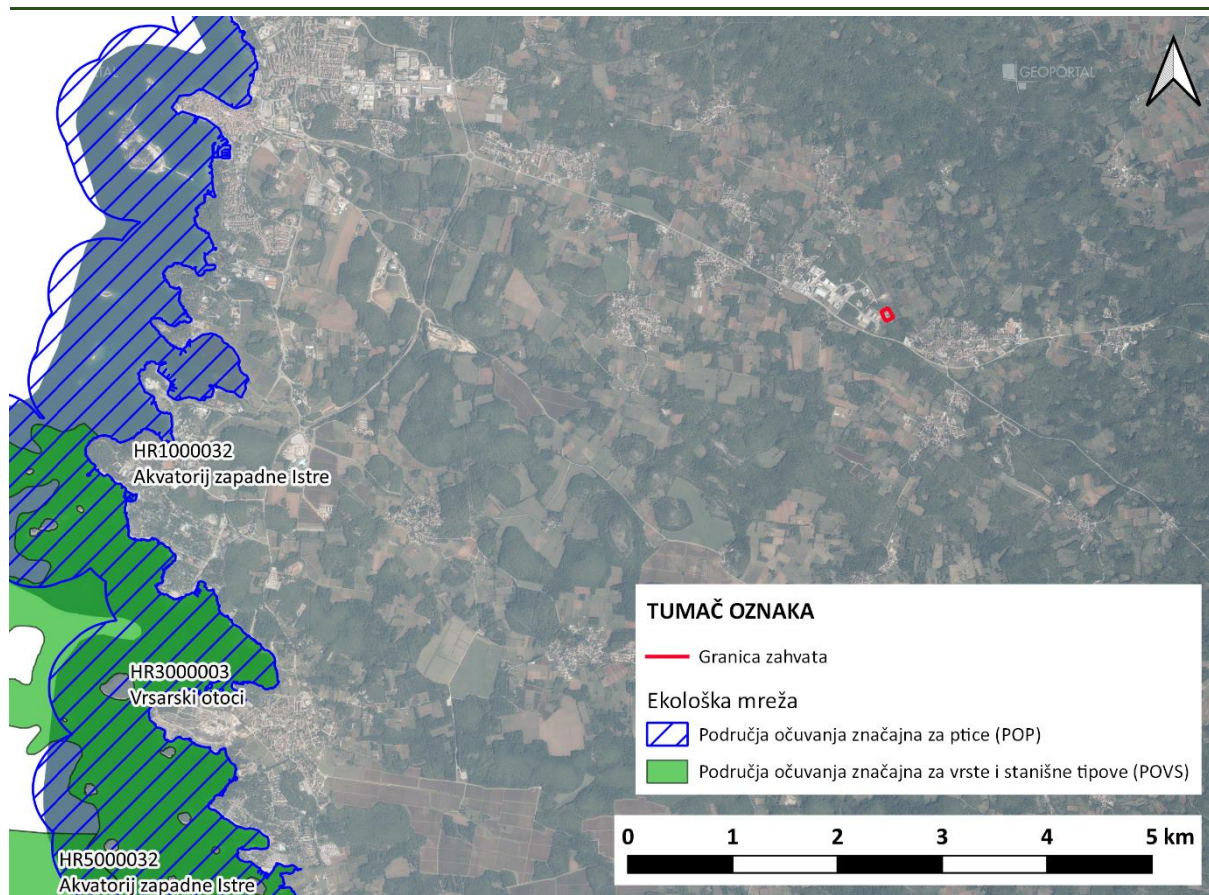 GEOPORTAL
HR1000032
Akvatorij zapadne Istre
HR3000003
Vrsarski otoci
HR5000032
Akvatorij zapadne Istre
TUMAČ OZNAKA
Granica zahvata
Ekološka mreža
Područja očuvanja značajna za ptice (POP)
Područja očuvanja značajna za vrste i stanišne tipove (POVS)
0 1 2 3 4 5 km